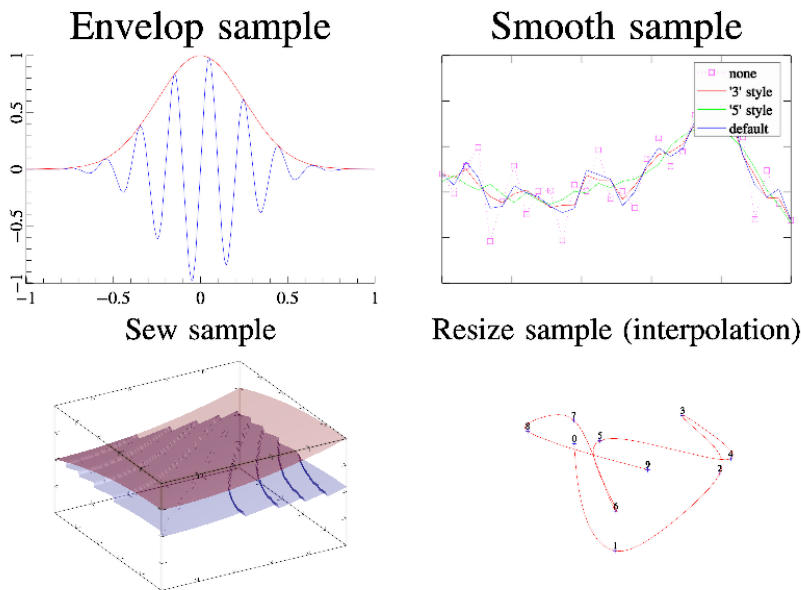 Envelop sample
Smooth sample
1
0.5
0
−0.5
−1
−1
−0.5
0
0.5
1
none
'3' style
'5' style
default
Sew sample
Resize sample (interpolation)
7
3
8
0
5
4
9
2
6
1